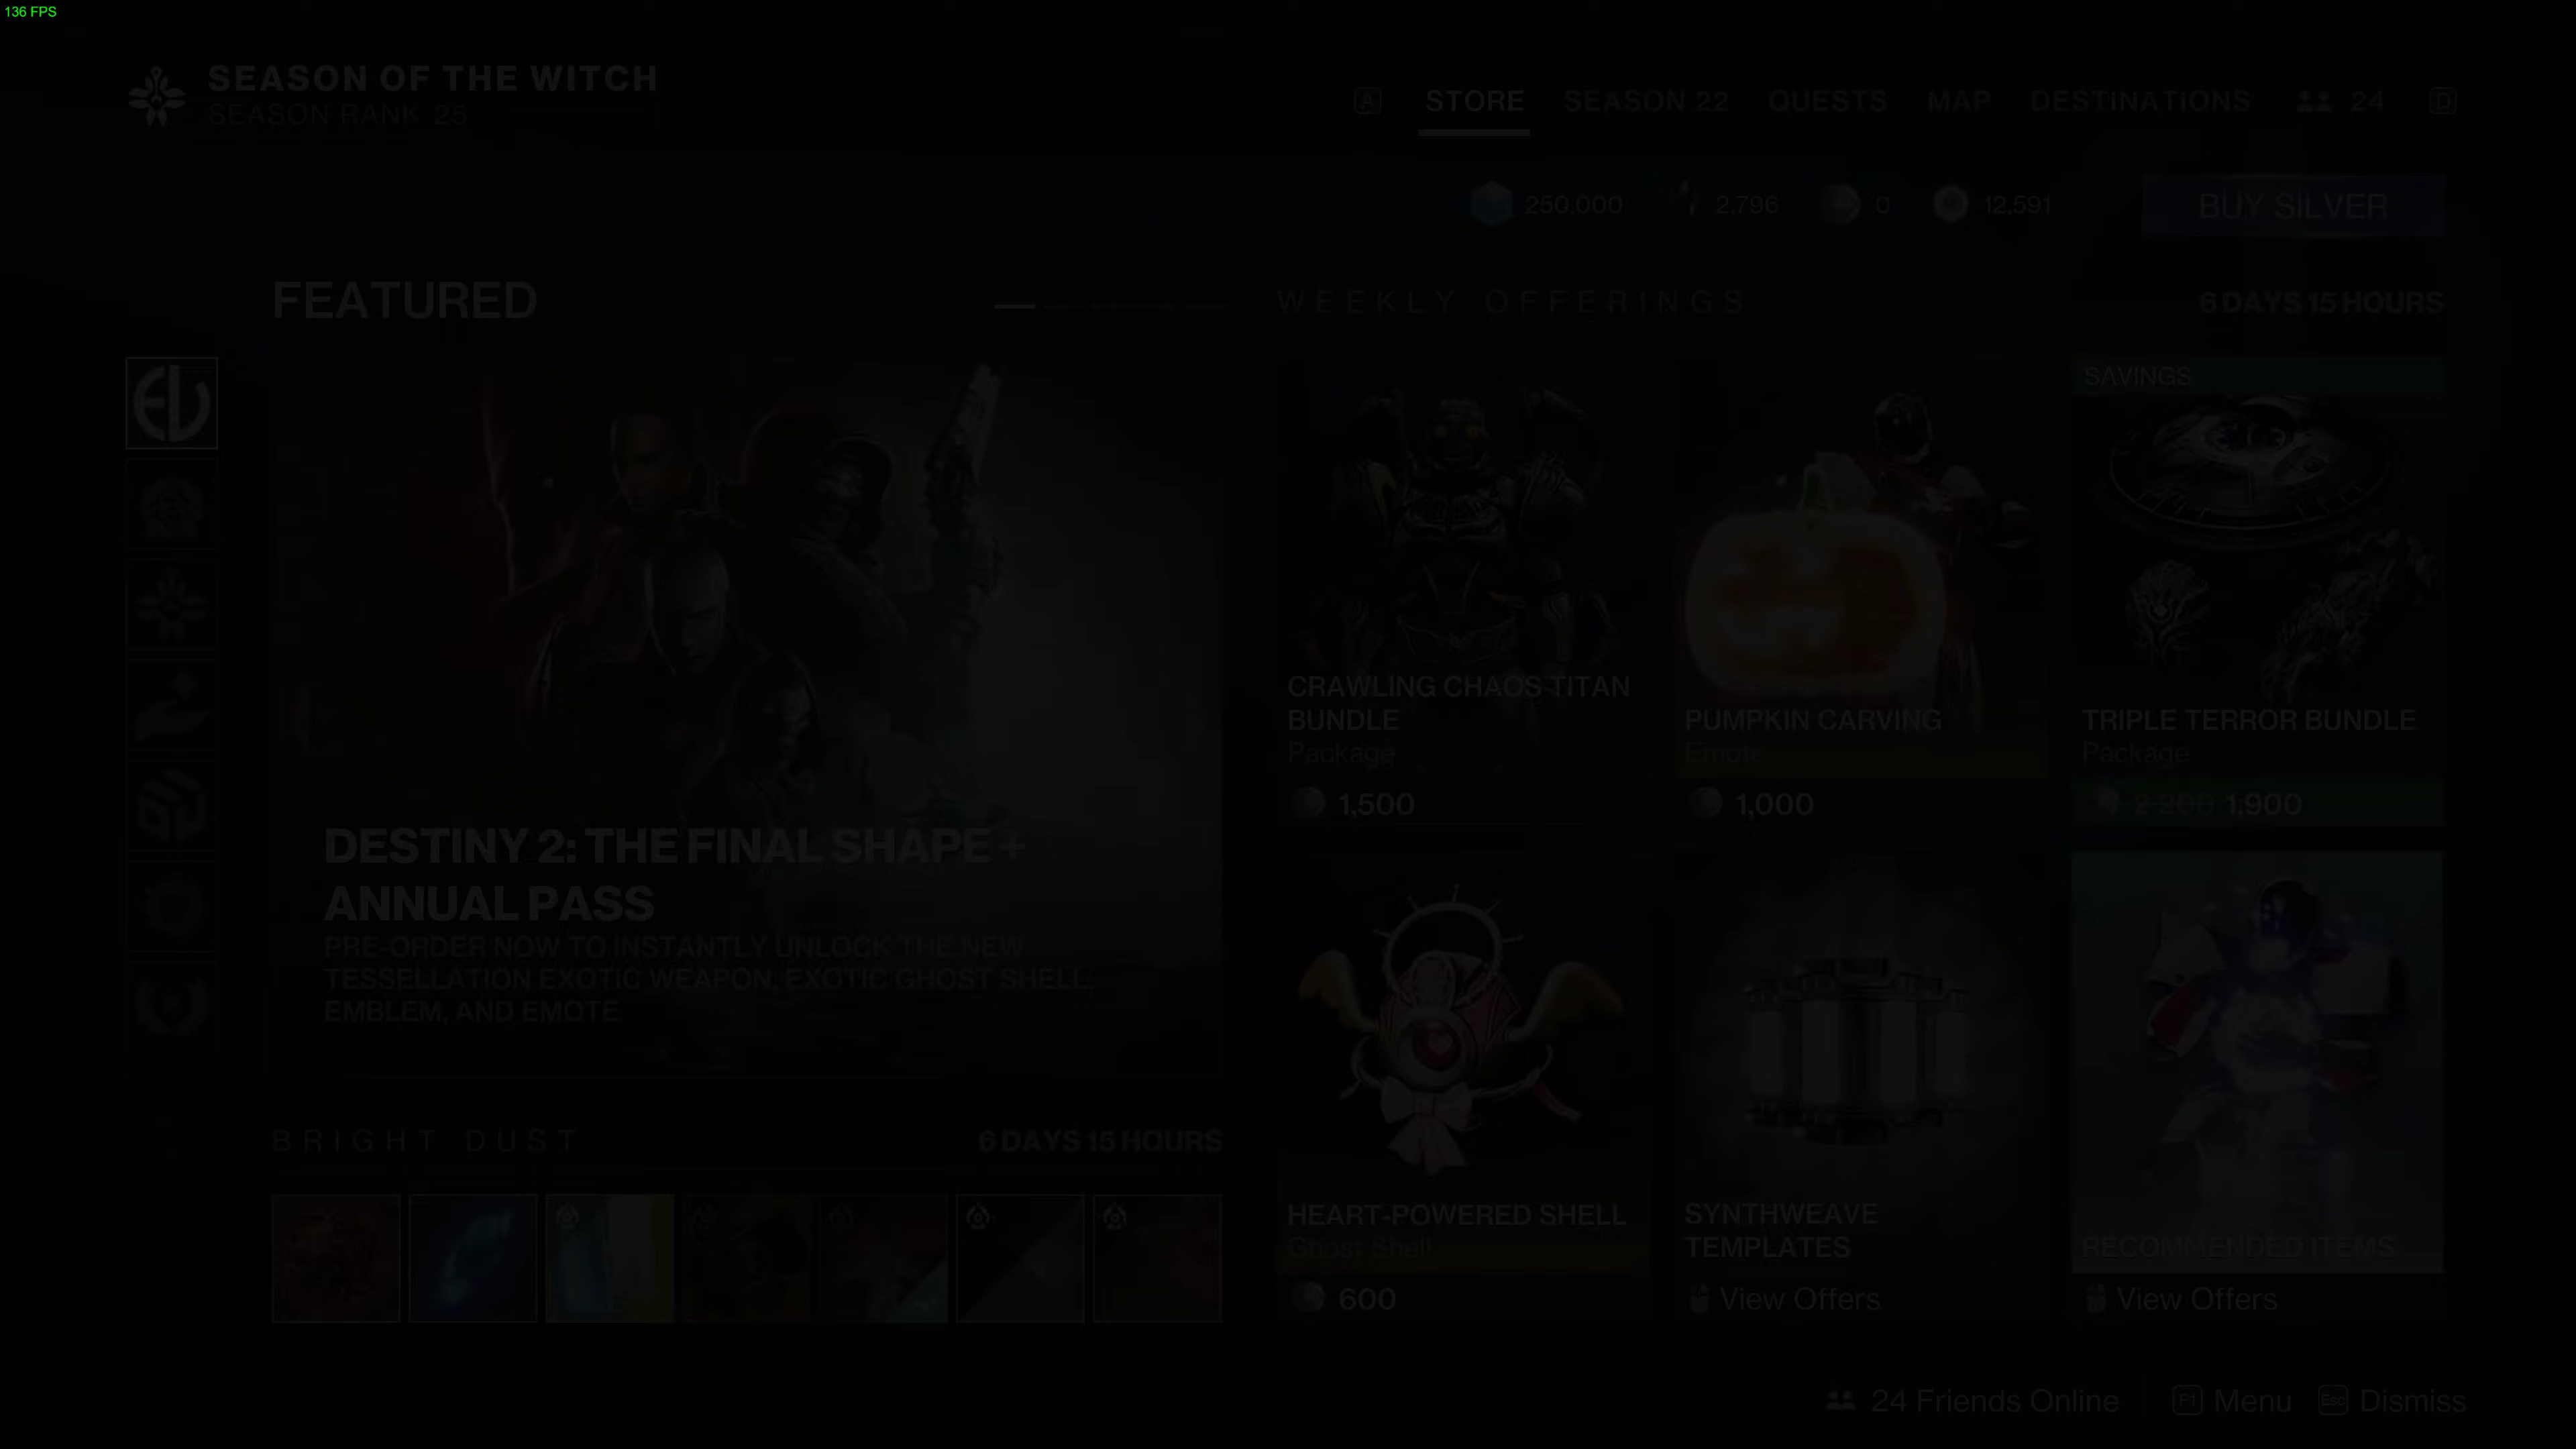 136 FPS
SEASON OF THE WITCH
SEASON RANK 25
A STORE SEASON 22 QUESTS MAP DESTINATIONS 24 D
250,000 2,796 0 12,591 BUY SILVER
FEATURED
WEEKLY OFFERINGS 6 DAYS 15 HOURS
SAVINGS
CRAWLING CHAOS TITAN
BUNDLE
Package
1,500
PUMPKIN CARVING
Emote
1,000
TRIPLE TERROR BUNDLE
Package
2,200 1,900
DESTINY 2: THE FINAL SHAPE +
ANNUAL PASS
PRE-ORDER NOW TO INSTANTLY UNLOCK THE NEW
TESSELLATION EXOTIC WEAPON, EXOTIC GHOST SHELL,
EMBLEM, AND EMOTE
BRIGHT DUST 6 DAYS 15 HOURS
HEART-POWERED SHELL
Ghost Shell
600
SYNTHWEAVE
TEMPLATES
View Offers
RECOMMENDED ITEMS
View Offers
24 Friends Online F1 Menu Esc Dismiss